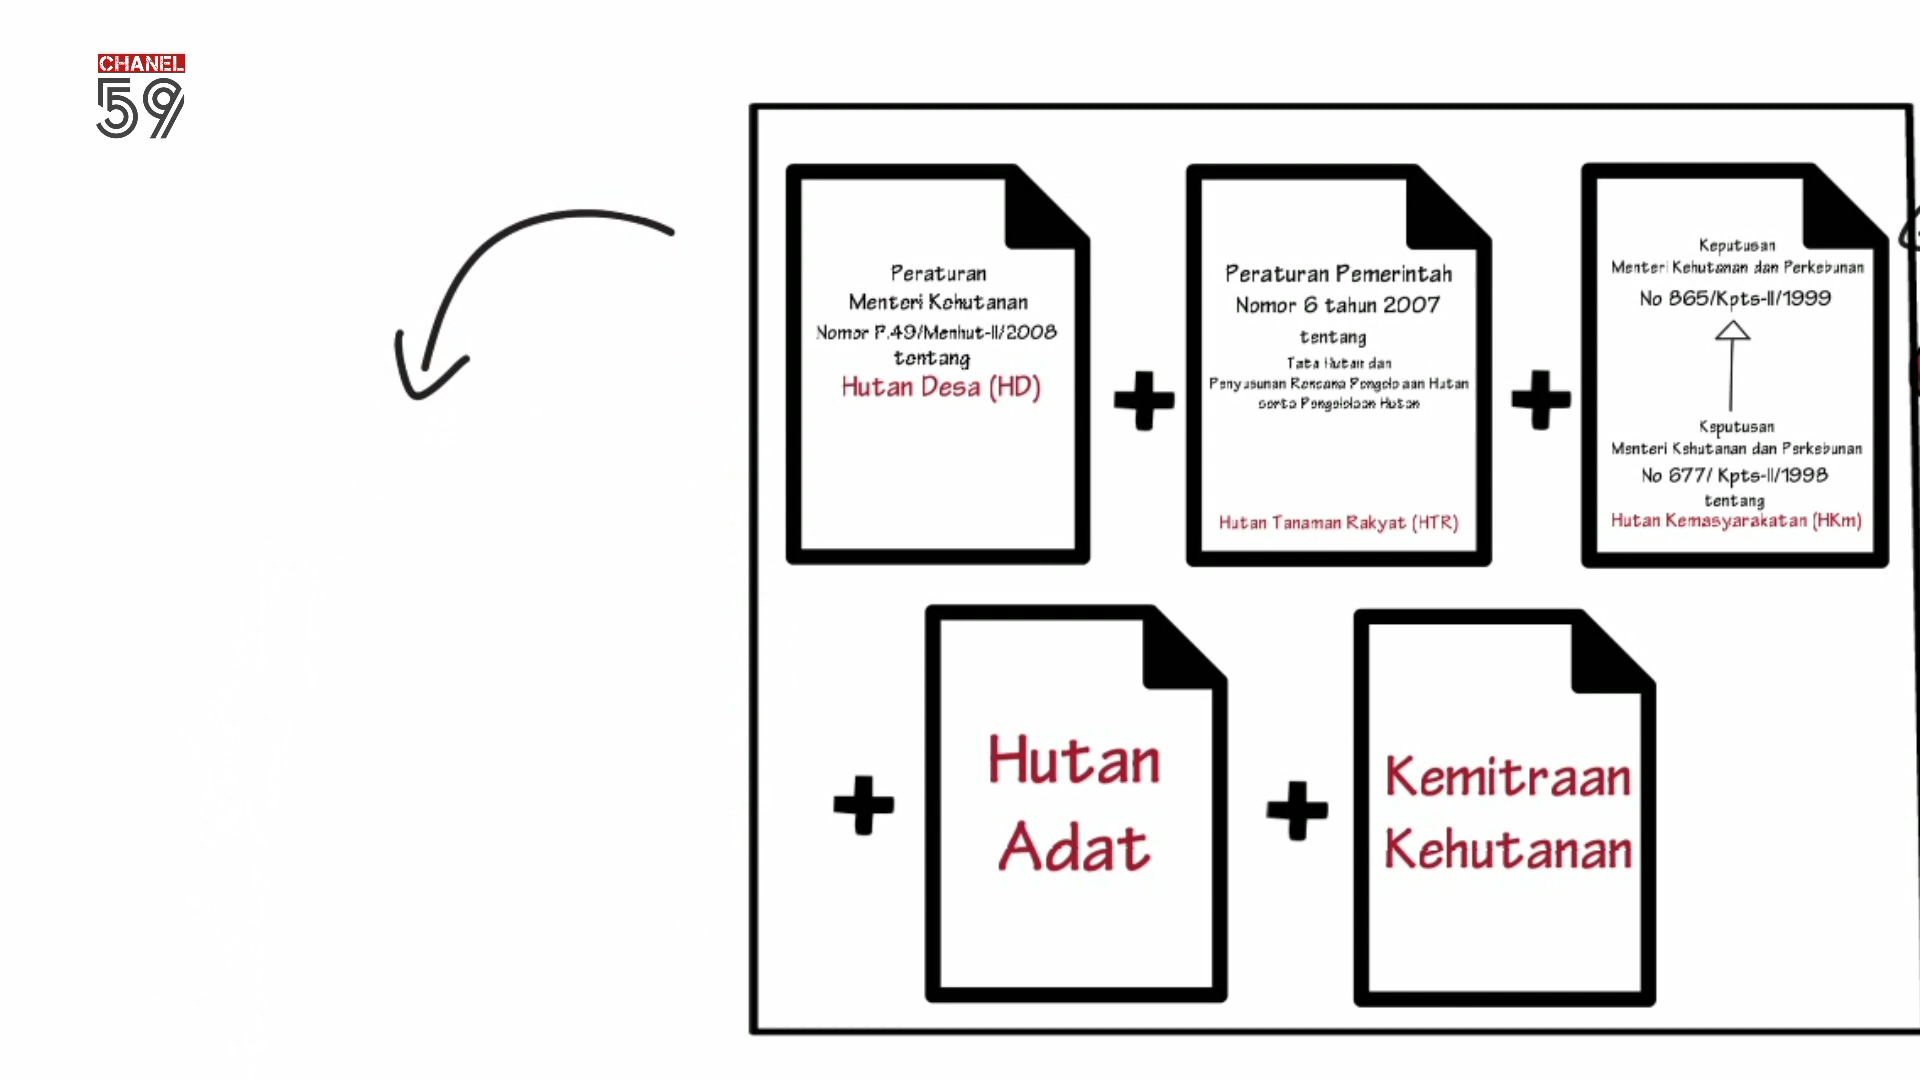 CHANEL
59
Peraturan
Menteri Kehutanan
Nomor P.49/Menhut-II/2008
tentang
Hutan Desa (HD)
Peraturan Pemerintah
Nomor 6 tahun 2007
tentang
Tata Hutan dan
Penyusunan Rencana Pengelolaan Hutan
serta Pengelolaan Hutan
Hutan Tanaman Rakyat (HTR)
Keputusan
Menteri Kehutanan dan Perkebunan
No 865/Kpts-II/1999
Keputusan
Menteri Kehutanan dan Perkebunan
No 677/ Kpts-II/1998
tentang
Hutan Kemasyarakatan (HKm)
Hutan
Adat
Kemitraan
Kehutanan